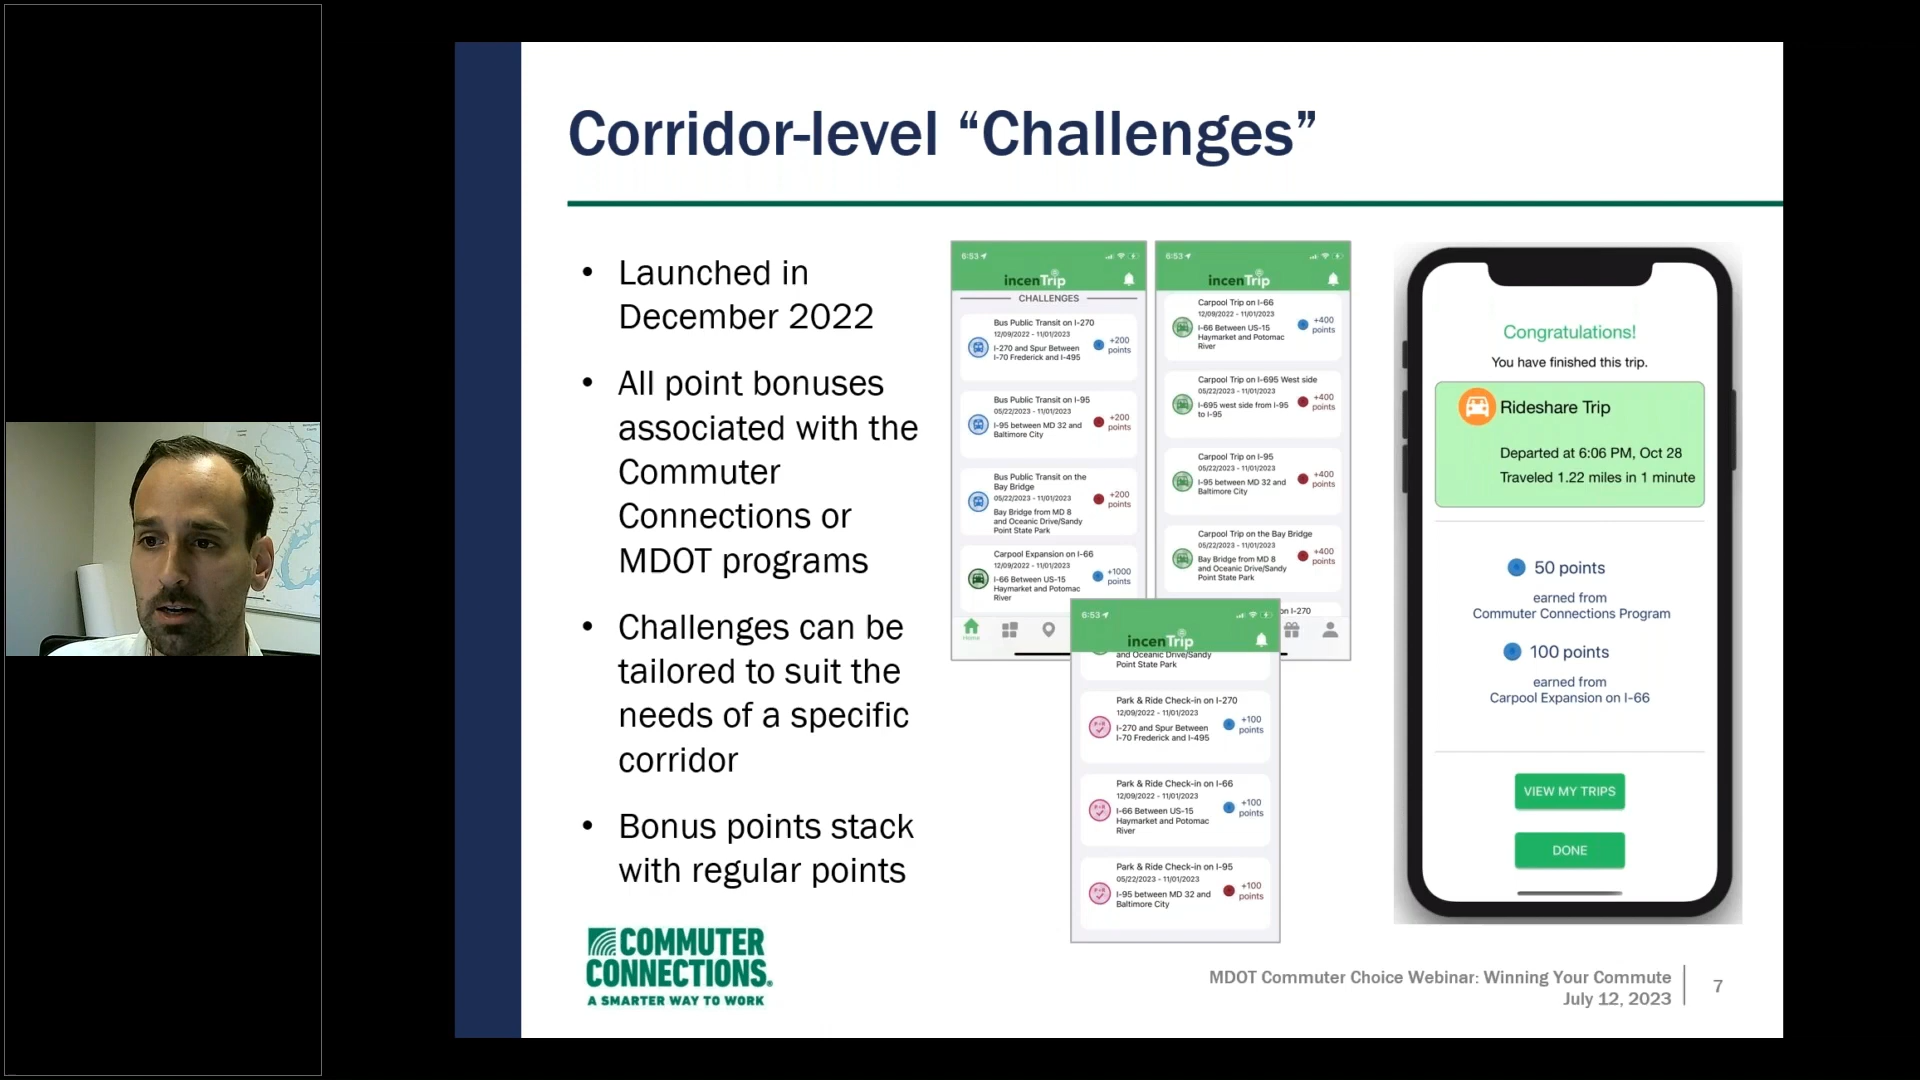 Corridor-level “Challenges”
• Launched in
December 2022
• All point bonuses
associated with the
Commuter
Connections or
MDOT programs
• Challenges can be
tailored to suit the
needs of a specific
corridor
• Bonus points stack
with regular points
6:53
incenTrip
CHALLENGES
Bus Public Transit on I-270
12/09/2022 - 11/01/2023
I-270 and Spur Between
I-70 Frederick and I-495
+200
points
Bus Public Transit on I-95
05/22/2023 - 11/01/2023
I-95 between MD 32 and
Baltimore City
+200
points
Bus Public Transit on the
Bay Bridge
05/22/2023 - 11/01/2023
Bay Bridge from MD 8
and Oceanic Drive/Sandy
Point State Park
+200
points
Carpool Expansion on I-66
12/09/2022 - 11/01/2023
I-66 Between US-15
Haymarket and Potomac
River
+1000
points
Home
6:53
incenTrip
Carpool Trip on I-66
12/09/2022 - 11/01/2023
I-66 Between US-15
Haymarket and Potomac
River
+400
points
Carpool Trip on I-695 West side
05/22/2023 - 11/01/2023
I-695 west side from I-95
to I-95
+400
points
Carpool Trip on I-95
05/22/2023 - 11/01/2023
I-95 between MD 32 and
Baltimore City
+400
points
Carpool Trip on the Bay Bridge
05/22/2023 - 11/01/2023
Bay Bridge from MD 8
and Oceanic Drive/Sandy
Point State Park
+400
points
on I-270
6:53
incenTrip
and Oceanic Drive/Sandy
Point State Park
Park & Ride Check-in on I-270
12/09/2022 - 11/01/2023
I-270 and Spur Between
I-70 Frederick and I-495
+100
points
Park & Ride Check-in on I-66
12/09/2022 - 11/01/2023
I-66 Between US-15
Haymarket and Potomac
River
+100
points
Park & Ride Check-in on I-95
05/22/2023 - 11/01/2023
I-95 between MD 32 and
Baltimore City
+100
points
Congratulations!
You have finished this trip.
Rideshare Trip
Departed at 6:06 PM, Oct 28
Traveled 1.22 miles in 1 minute
50 points
earned from
Commuter Connections Program
100 points
earned from
Carpool Expansion on I-66
VIEW MY TRIPS
DONE
COMMUTER
CONNECTIONS®
A SMARTER WAY TO WORK
MDOT Commuter Choice Webinar: Winning Your Commute
July 12, 2023
7